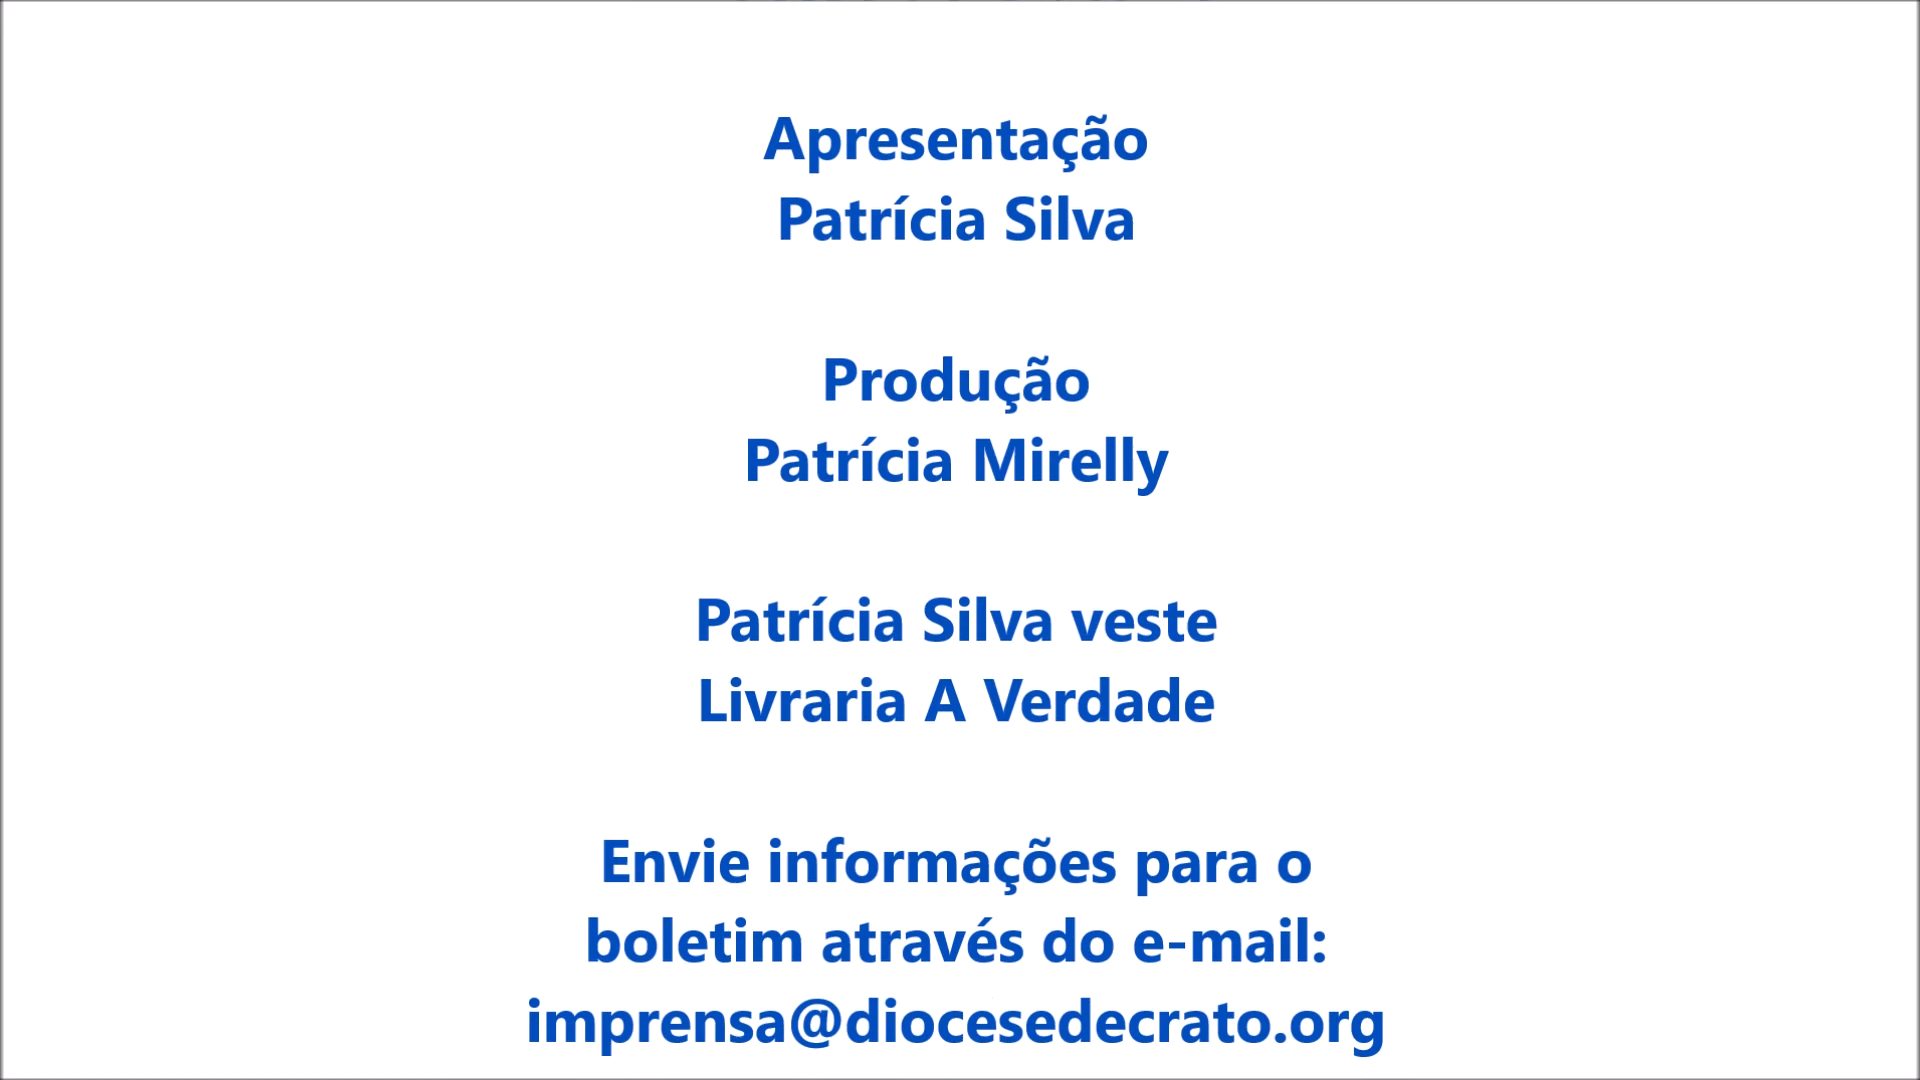 Apresentação
Patrícia Silva
Produção
Patrícia Mirelly
Patrícia Silva veste
Livraria A Verdade
Envie informações para o
boletim através do e-mail:
imprensa@diocesedecrato.org